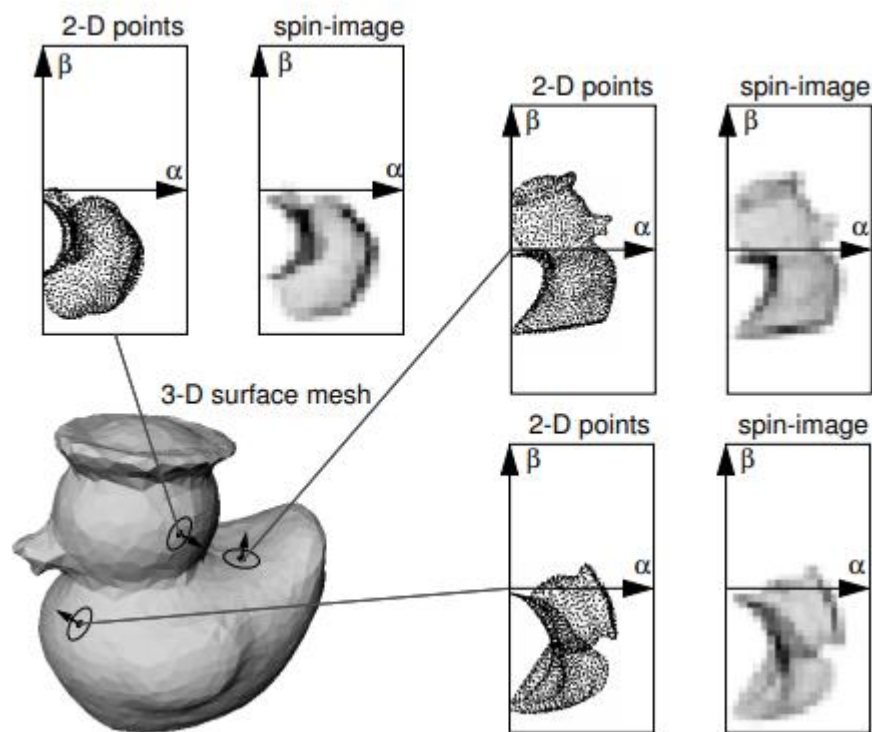 2-D points spin-image
β β
α α
2-D points spin-image
β β
α α
3-D surface mesh
2-D points spin-image
β β
α α